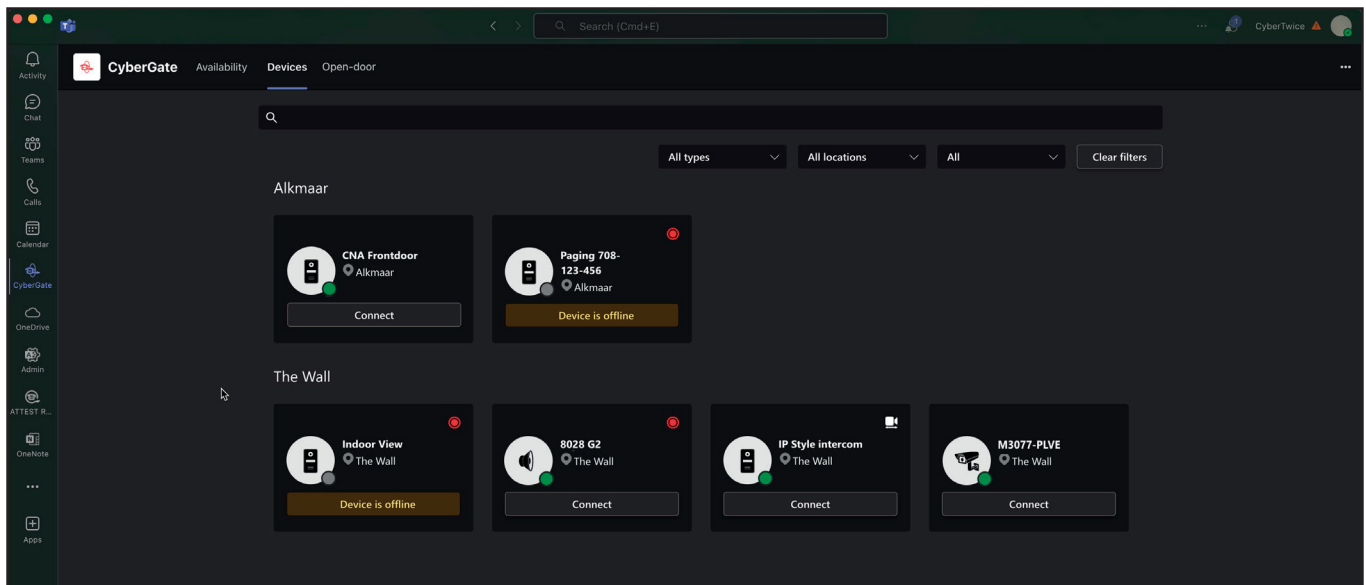 Search (Cmd+E)
CyberTwice
Activity
Chat
Teams
Calls
Calendar
CyberGate
OneDrive
Admin
ATTEST R...
OneNote
Apps
CyberGate Availability Devices Open-door
All types All locations All Clear filters
Alkmaar
CNA Frontdoor
Alkmaar
Connect
Paging 708-
123-456
Alkmaar
Device is offline
The Wall
Indoor View
The Wall
Device is offline
8028 G2
The Wall
Connect
IP Style intercom
The Wall
Connect
M3077-PLVE
The Wall
Connect